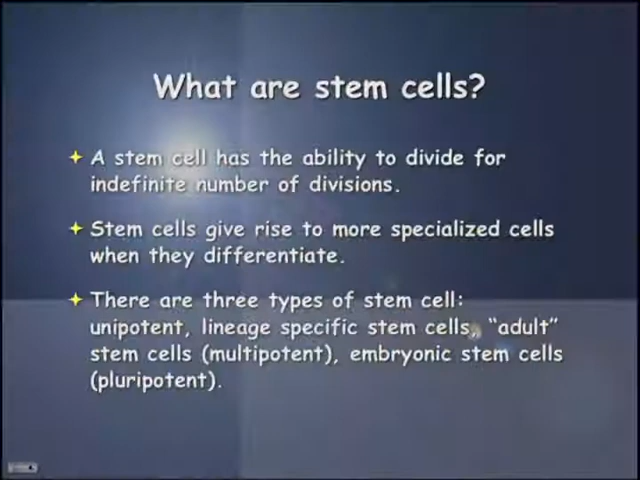 What are stem cells?
A stem cell has the ability to divide for
indefinite number of divisions.
Stem cells give rise to more specialized cells
when they differentiate.
There are three types of stem cell:
unipotent, lineage specific stem cells, “adult”
stem cells (multipotent), embryonic stem cells
(pluripotent).